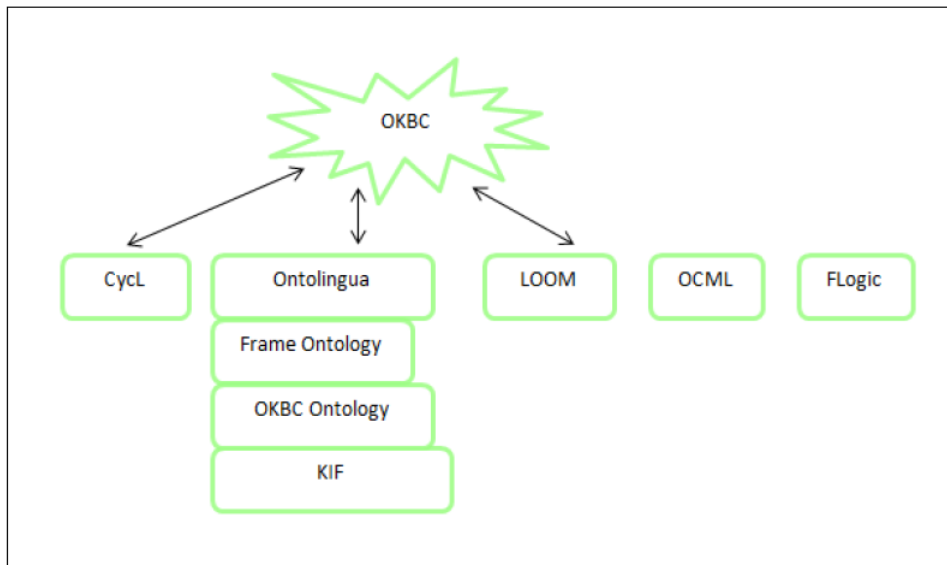 OKBC
CycL
Ontolingua
LOOM
OCML
FLogic
Frame Ontology
OKBC Ontology
KIF